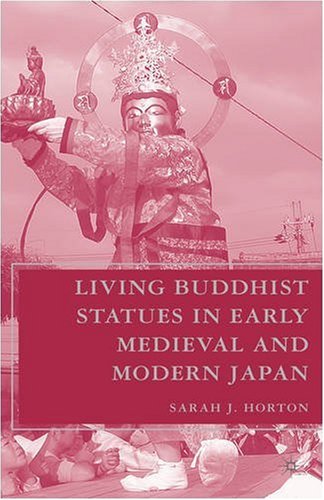 LIVING BUDDHIST
STATUES IN EARLY
MEDIEVAL AND
MODERN JAPAN
SARAH J. HORTON